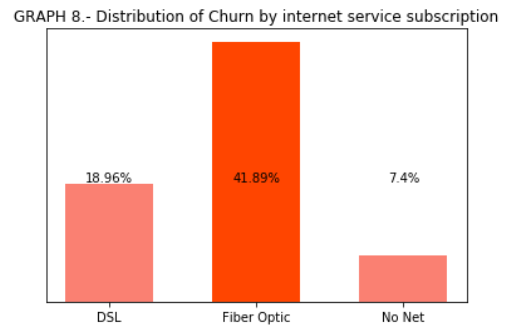 GRAPH 8.- Distribution of Churn by internet service subscription
18.96% 41.89% 7.4%
DSL Fiber Optic No Net